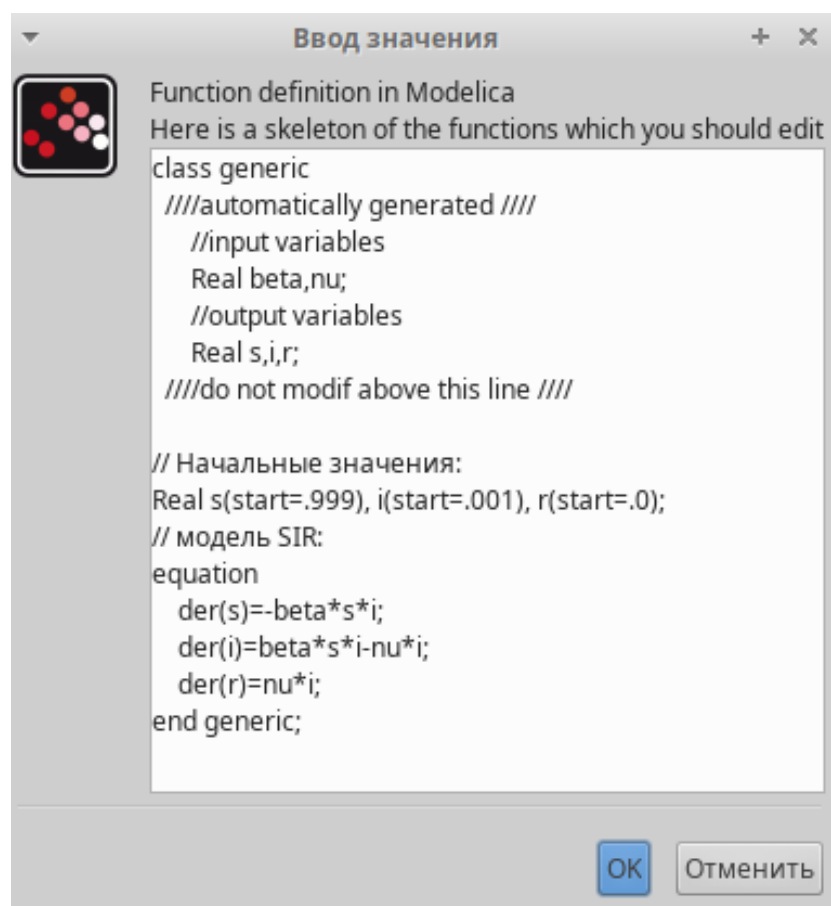 Ввод значения
Function definition in Modelica
Here is a skeleton of the functions which you should edit
class generic
////automatically generated ////
//input variables
Real beta,nu;
//output variables
Real s,i,r;
////do not modif above this line ////
// Начальные значения:
Real s(start=.999), i(start=.001), r(start=.0);
// модель SIR:
equation
der(s)=-beta*s*i;
der(i)=beta*s*i-nu*i;
der(r)=nu*i;
end generic;
OK
Отменить